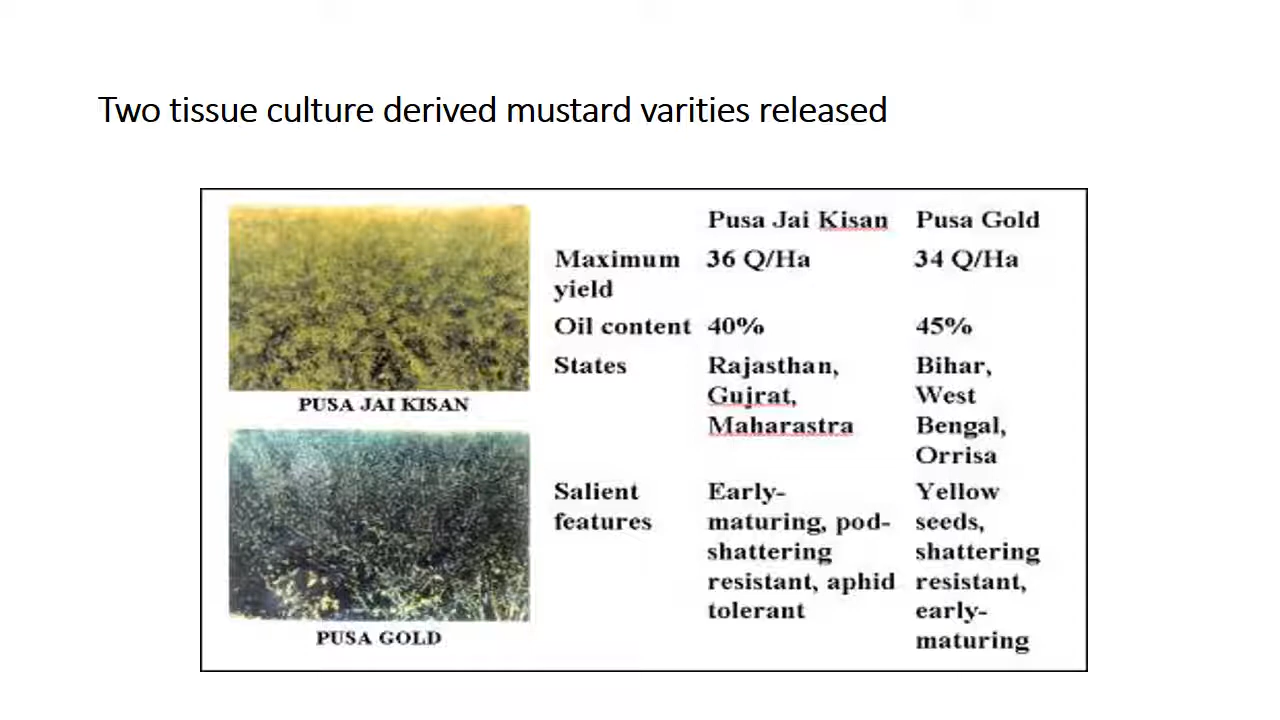 Two tissue culture derived mustard varities released
Pusa Jai Kisan Pusa Gold
Maximum 36 Q/Ha 34 Q/Ha
yield
Oil content 40% 45%
States Rajasthan, Bihar,
Gujrat, West
Maharastra Bengal,
Orrisa
Salient Early- Yellow
features maturing, pod- seeds,
shattering shattering
resistant, aphid resistant,
tolerant early-
maturing
PUSA JAI KISAN
PUSA GOLD